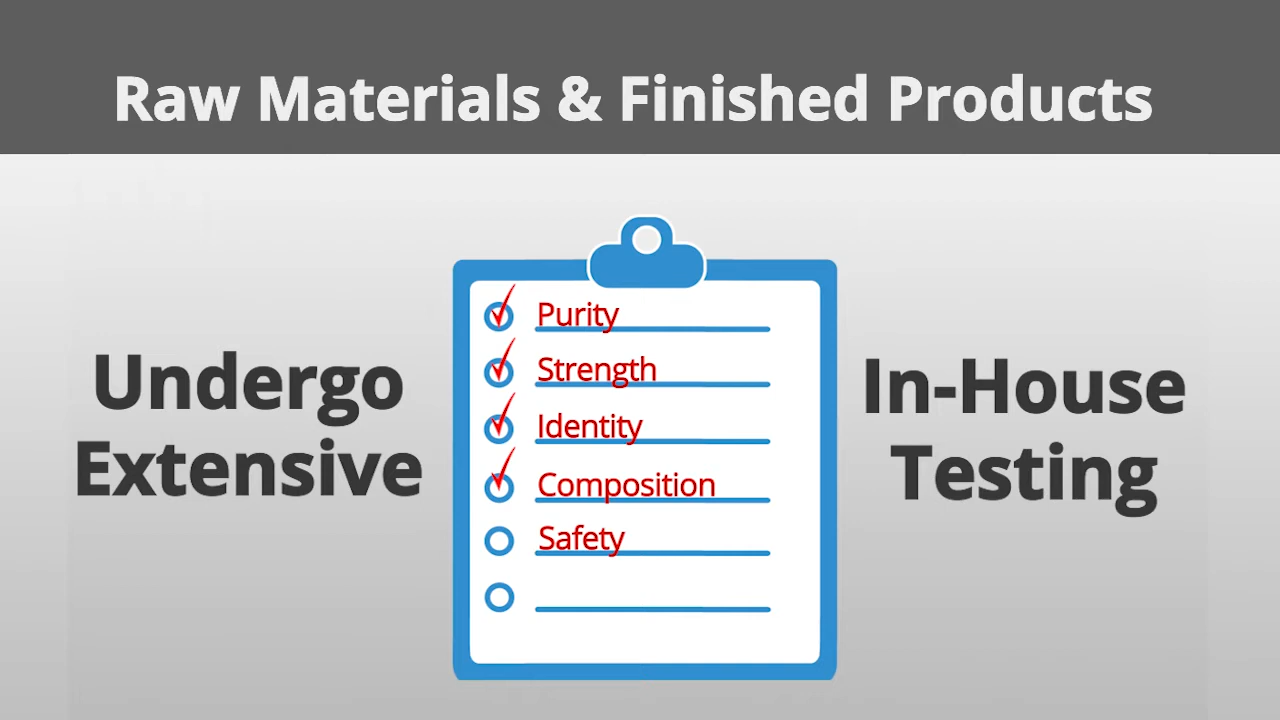 Raw Materials & Finished Products
Undergo
Extensive
Purity
Strength
Identity
Composition
Safety
In-House
Testing